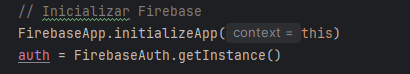 // Inicializar Firebase
FirebaseApp.initializeApp( context = this)
auth = FirebaseAuth.getInstance()